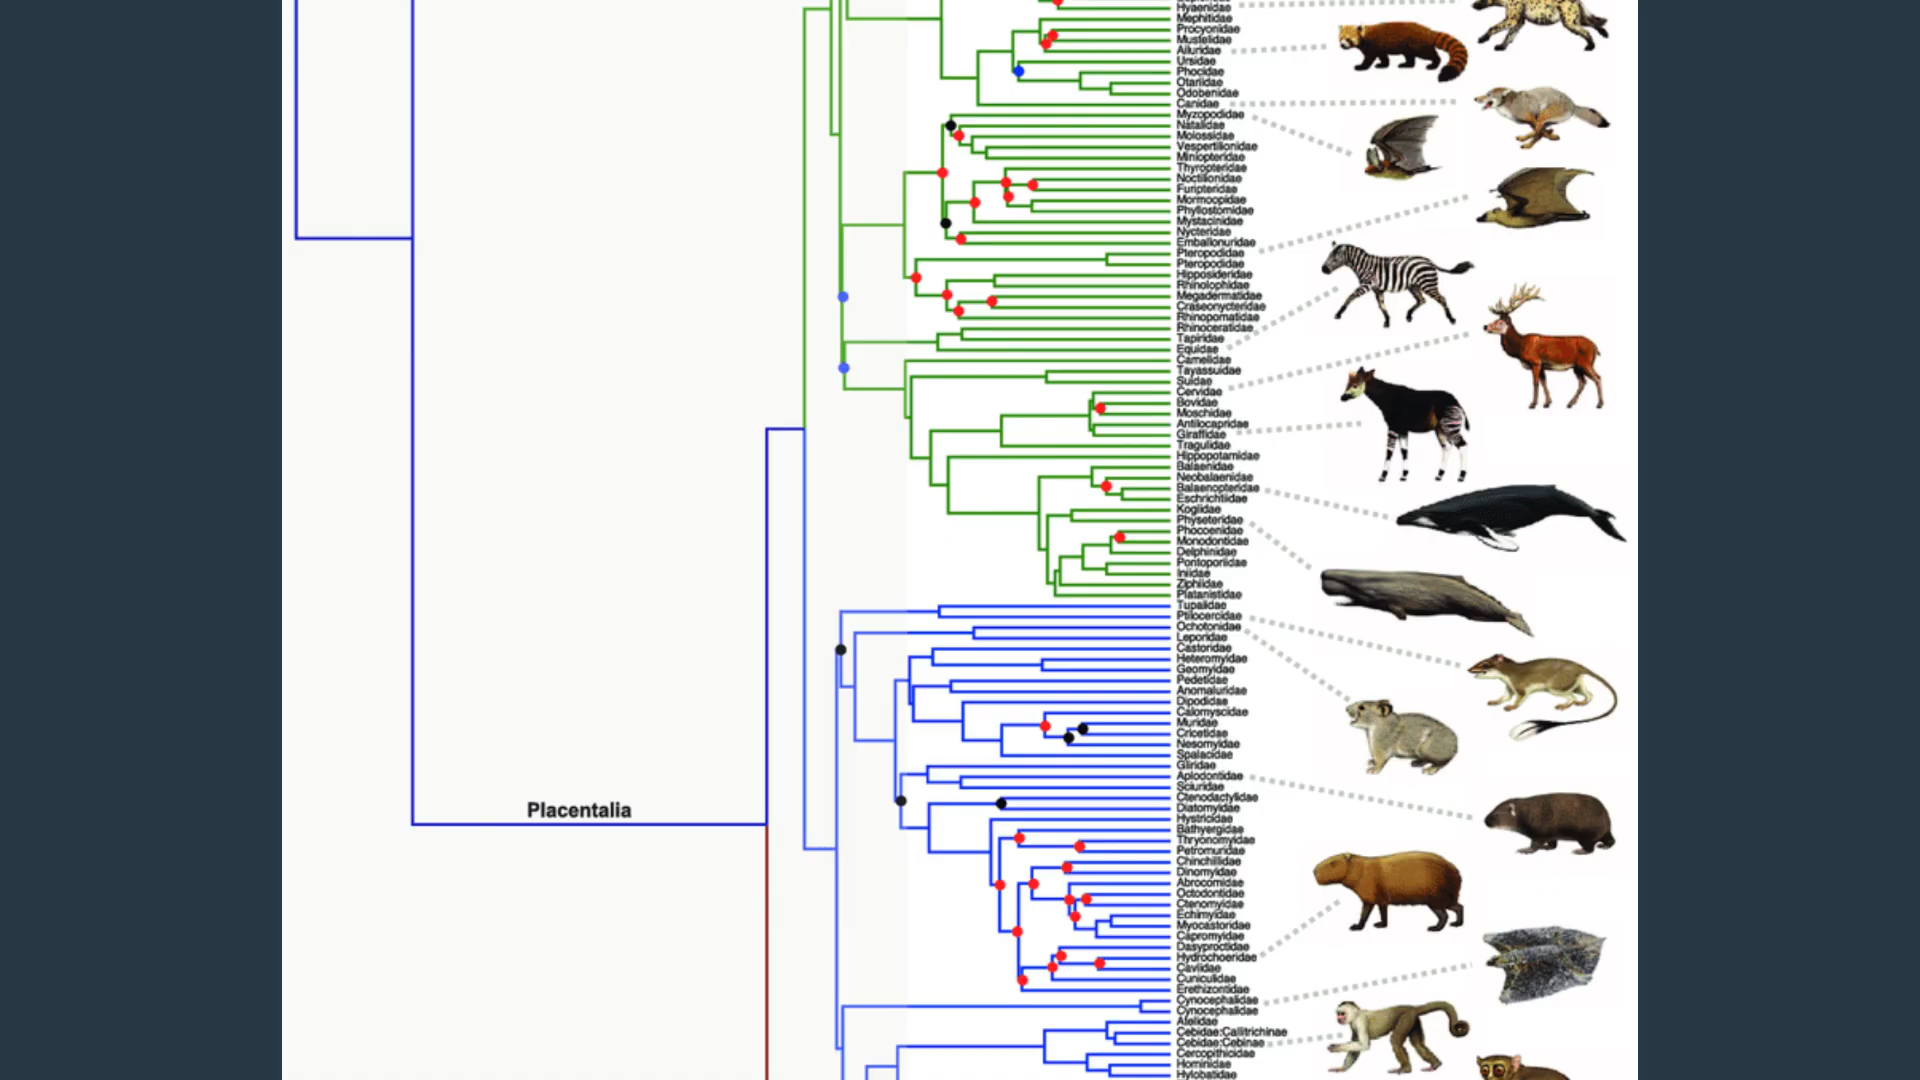 Hyaenidae
Mephitidae
Procyonidae
Mustelidae
Ailuridae
Ursidae
Phocidae
Otariidae
Odobenidae
Canidae
Myzopodidae
Natalidae
Molossidae
Vespertilionidae
Miniopteridae
Thyropteridae
Noctilionidae
Furipteridae
Mormoopidae
Phyllostomidae
Mystacinidae
Nycteridae
Emballonuridae
Pteropodidae
Pteropodidae
Hipposideridae
Rhinolophidae
Megadermatidae
Craseonycteridae
Rhinopomatidae
Rhinoceratidae
Tapiridae
Equidae
Camelidae
Tayassuidae
Suidae
Cervidae
Bovidae
Moschidae
Antilocapridae
Giraffidae
Tragulidae
Hippopotamidae
Balaenidae
Neobalaenidae
Balaenopteridae
Eschrichtiidae
Kogiidae
Physeteridae
Phocoenidae
Monodontidae
Delphinidae
Pontoporiidae
Iniidae
Ziphiidae
Platanistidae
Tupaiidae
Ptilocercidae
Ochotonidae
Leporidae
Castoridae
Heteromyidae
Geomyidae
Pedetidae
Anomaluridae
Dipodidae
Calomyscidae
Muridae
Cricetidae
Nesomyidae
Spalacidae
Gliridae
Aplodontidae
Sciuridae
Ctenodactylidae
Diatomyidae
Placentalia
Hystricidae
Bathyergidae
Thryonomyidae
Petromuridae
Chinchillidae
Dinomyidae
Abrocomidae
Octodontidae
Ctenomyidae
Echimyidae
Myocastoridae
Capromyidae
Dasyproctidae
Hydrochoeridae
Caviidae
Cuniculidae
Erethizontidae
Cynocephalidae
Cynocephalidae
Atelidae
Cebidae:Callitrichinae
Cebidae:Cebinae
Cercopithicidae
Hominidae
Hylobatidae